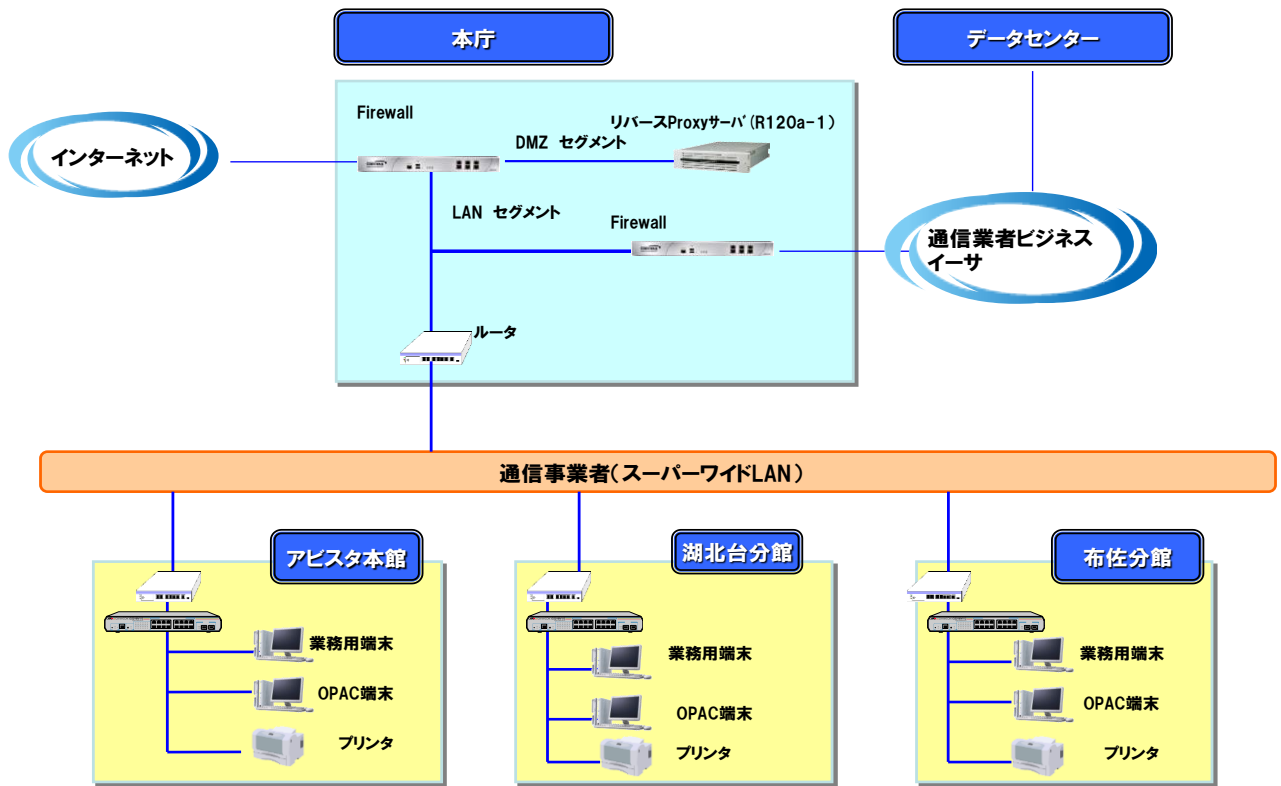 本庁
データセンター
Firewall
リバースProxyサーバ(R120a-1)
DMZ セグメント
インターネット
LAN セグメント
Firewall
通信業者ビジネス
イーサ
ルータ
通信事業者(スーパーワイドLAN)
アビスタ本館
湖北台分館
布佐分館
業務用端末
OPAC端末
プリンタ
業務用端末
OPAC端末
プリンタ
業務用端末
OPAC端末
プリンタ